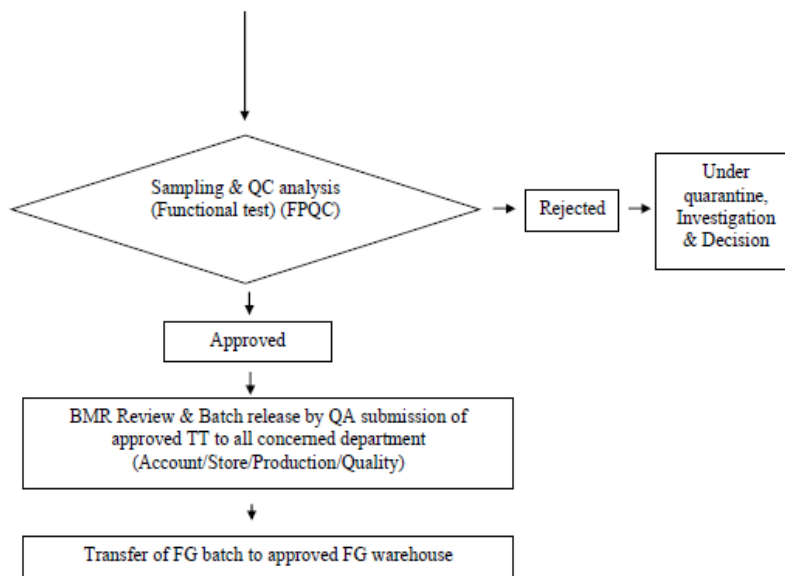 Sampling & QC analysis
(Functional test) (FPQC)
Rejected
Under
quarantine,
Investigation
& Decision
Approved
BMR Review & Batch release by QA submission of
approved TT to all concerned department
(Account/Store/Production/Quality)
Transfer of FG batch to approved FG warehouse